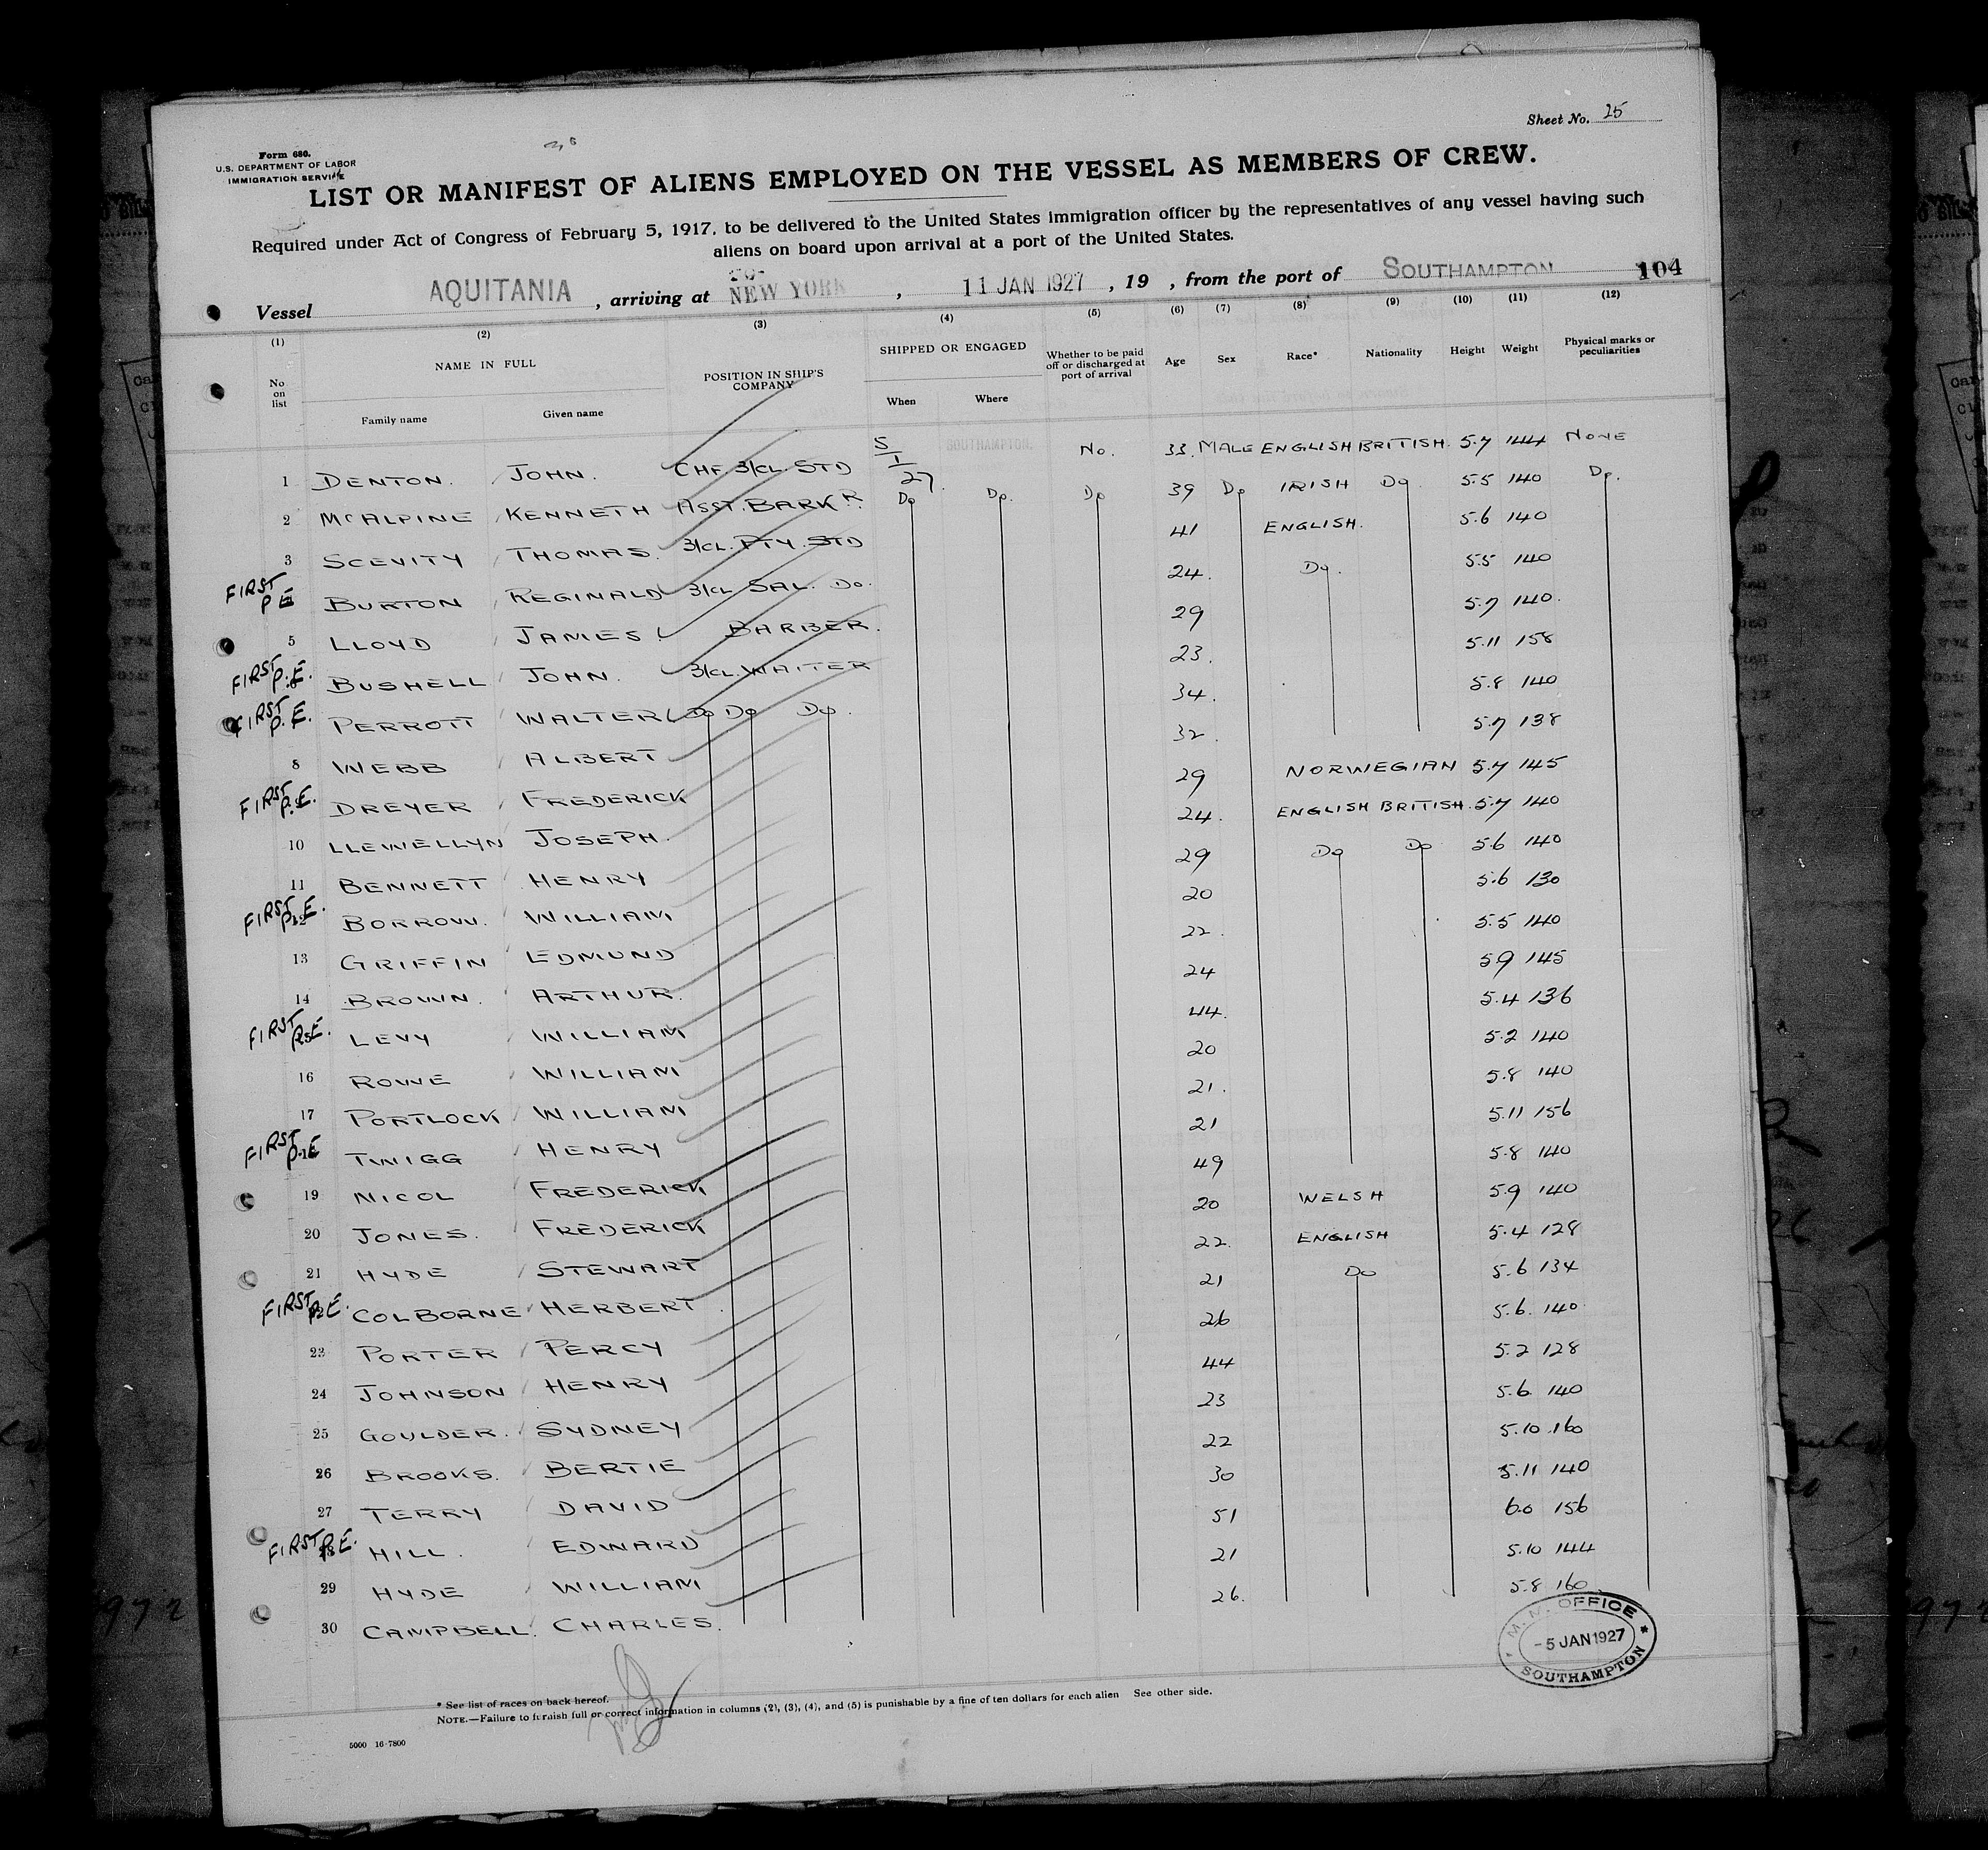 Sheet No. 25
Form 680.
U.S. DEPARTMENT OF LABOR
IMMIGRATION SERVICE
LIST OR MANIFEST OF ALIENS EMPLOYED ON THE VESSEL AS MEMBERS OF CREW.
Required under Act of Congress of February 5, 1917, to be delivered to the United States immigration officer by the representatives of any vessel having such
aliens on board upon arrival at a port of the United States.
Vessel AQUITANIA, arriving at NEW YORK, 11 JAN 1927, 19 , from the port of SOUTHAMPTON 104
(1) (2) (3) (4) (5) (6) (7) (8) (9) (10) (11) (12)
No on list NAME IN FULL POSITION IN SHIP'S COMPANY SHIPPED OR ENGAGED Whether to be paid off or discharged at port of arrival Age Sex Race* Nationality Height Weight Physical marks or peculiarities
Family name Given name When Where
1 DENTON. JOHN. CHF. 3/CL STD 5/1/27. SOUTHAMPTON. No. 33. MALE ENGLISH BRITISH. 5.7 144 NONE
2 McALPINE KENNETH ASST. BARKR. Do Do. Do 39 Do IRISH Do 5.5 140 Do.
3 SCEVITY THOMAS. 3/CL. PTY. STD 41 ENGLISH. 5.6 140
FIRST P.E BURTON REGINALD 3/CL SAL. Do. 24. Do. 5.5 140
5 LLOYD JAMES. BARBER. 29 5.7 140.
FIRST P.E. BUSHELL JOHN. 3/CL. WAITER 23. 5.11 158
FIRST P.E. PERROTT WALTER Do Do Do. 34. 5.8 140
8 WEBB ALBERT 32. 5.7 138
FIRST P.E. DREYER FREDERICK 29 NORWEGIAN 5.7 145
10 LLEWELLYN JOSEPH. 24. ENGLISH BRITISH. 5.7 140
11 BENNETT HENRY 29 Do Do 5.6 140
FIRST P.E. 12 BORROW. WILLIAM 20 5.6 130
13 GRIFFIN EDMUND 22. 5.5 140
14 BROWN. ARTHUR. 24 5.9 145
FIRST P.E. LEVY WILLIAM 44. 5.4 136
16 ROWE WILLIAM 20 5.2 140
17 PORTLOCK WILLIAM 21. 5.8 140
FIRST P.E TWIGG HENRY 21 5.11 156
19 NICOL FREDERICK 49 5.8 140
20 JONES. FREDERICK 20 WELSH 5.9 140
21 HYDE STEWART 22. ENGLISH 5.4 128
FIRST P.E. COLBORNE HERBERT 21 Do 5.6 134
23 PORTER PERCY 26 5.6. 140
24 JOHNSON HENRY 44 5.2 128
25 GOULDER. SYDNEY 23 5.6. 140
26 BROOKS. BERTIE 22 5.10 160
27 TERRY DAVID 30 5.11 140
FIRST P.E. 28 HILL. EDWARD 51 6.0 156
29 HYDE WILLIAM 21 5.10 144
30 CAMPBELL. CHARLES. 26. 5.8 160
OFFICE
-5 JAN 1927
SOUTHAMPTON
* See list of races on back hereof.
NOTE.—Failure to furnish full or correct information in columns (2), (3), (4), and (5) is punishable by a fine of ten dollars for each alien See other side.
5000 16-7800